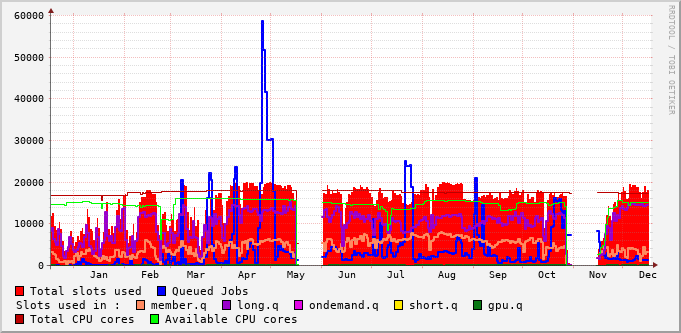 60000
50000
40000
30000
20000
10000
0
Jan Feb Mar Apr May Jun Jul Aug Sep Oct Nov Dec
RRDTOOL / TOBI OETIKER
Total slots used Queued Jobs
Slots used in : member.q long.q ondemand.q short.q gpu.q
Total CPU cores Available CPU cores